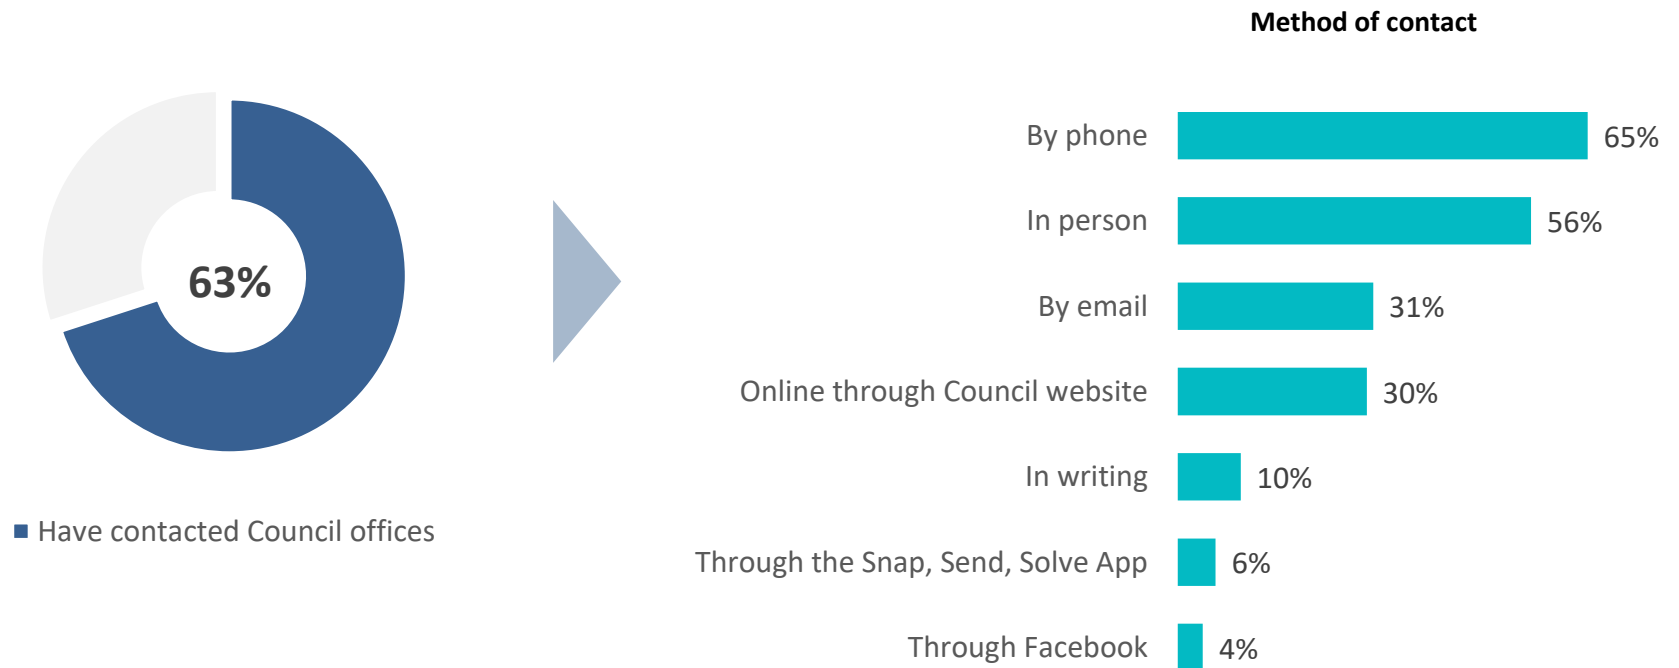 Method of contact
63%
Have contacted Council offices
By phone 65%
In person 56%
By email 31%
Online through Council website 30%
In writing 10%
Through the Snap, Send, Solve App 6%
Through Facebook 4%